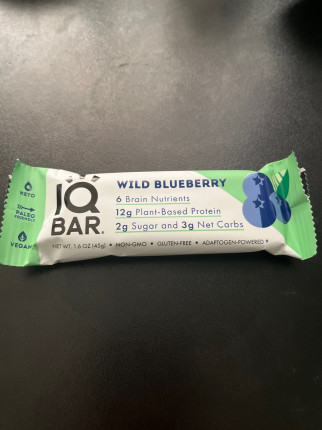 KETO
PALEO
FRIENDLY
VEGAN
IQ
BAR.
WILD BLUEBERRY
6 Brain Nutrients
12g Plant-Based Protein
2g Sugar and 3g Net Carbs
NET WT. 1.6 OZ (45g) • NON-GMO • GLUTEN-FREE • ADAPTOGEN-POWERED •